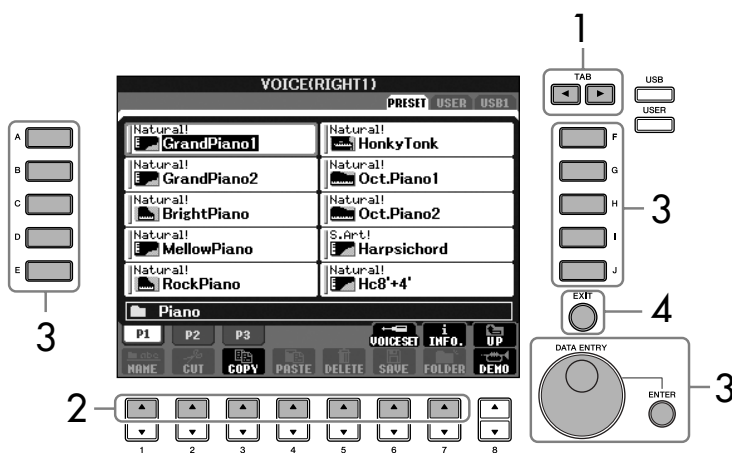 1
TAB
USB
USER
VOICE(RIGHT1)
PRESET USER USB1
Natural!
GrandPiano1
Natural!
HonkyTonk
Natural!
GrandPiano2
Natural!
Oct.Piano1
Natural!
BrightPiano
Natural!
Oct.Piano2
Natural!
MellowPiano
S.Art!
Harpsichord
Natural!
RockPiano
Natural!
Hc8'+4'
Piano
P1 P2 P3
VOICESET INFO. UP
NAME CUT COPY PASTE DELETE SAVE FOLDER DEMO
A
B
C
D
E
3
F
G
H
I
J
3
EXIT
4
DATA ENTRY
ENTER
3
2
1 2 3 4 5 6 7 8